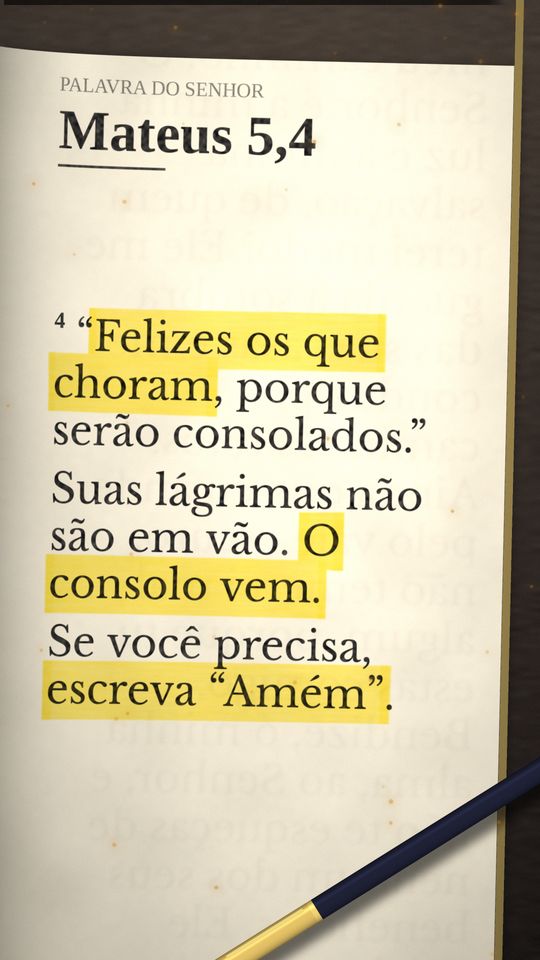 PALAVRA DO SENHOR
Mateus 5,4
4 “Felizes os que
choram, porque
serão consolados.”
Suas lágrimas não
são em vão. O
consolo vem.
Se você precisa,
escreva “Amém”.